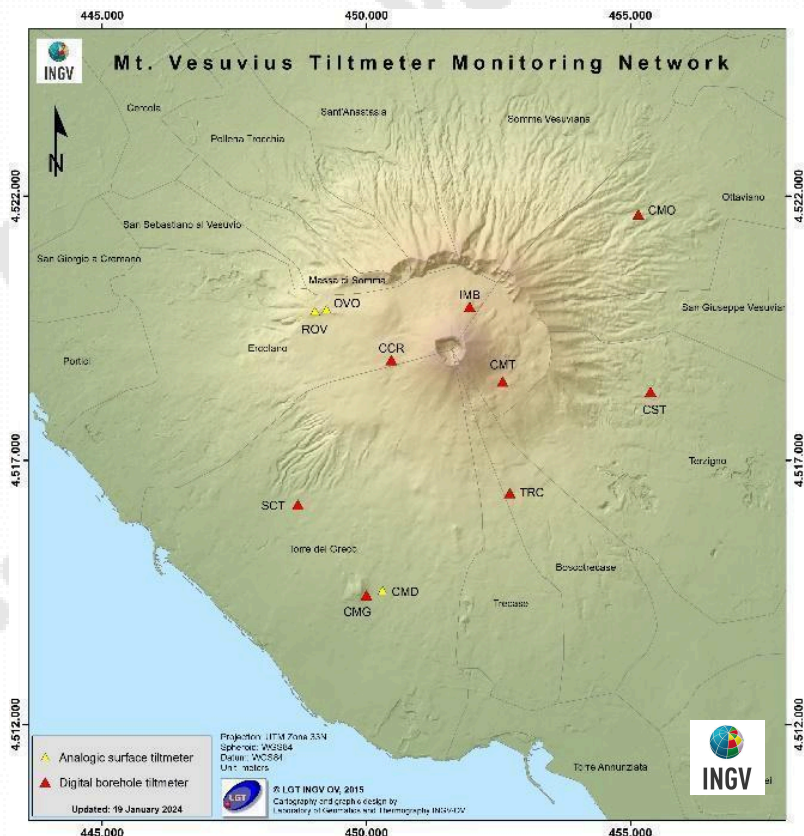 445.000 450.000 455.000
INGV
Mt. Vesuvius Tiltmeter Monitoring Network
N
Cercola
Sant'Anastasia
Somma Vesuviana
Pollena Trocchia
4.522.000
4.522.000
Ottaviano
CMO
San Sebastiano al Vesuvio
San Giorgio a Cremano
Massa di Somma
OVO
IMB
San Giuseppe Vesuvian
ROV
Ercolano
CCR
Portici
CMT
CST
4.517.000
4.517.000
Terzigno
TRC
SCT
Torre del Greco
Boscotrecase
CMD
CMG
Trecase
4.512.000
4.512.000
Analogic surface tiltmeter
Digital borehole tiltmeter
Updated: 19 January 2024
Projection: UTM Zone 33N
Spheroid: WGS84
Datum: WGS84
Unit: meters
LGT
© LGT INGV OV, 2015
Cartography and graphic design by
Laboratory of Geomatics and Thermography INGV-OV
Torre Annunziata
INGV
445.000 450.000 455.000